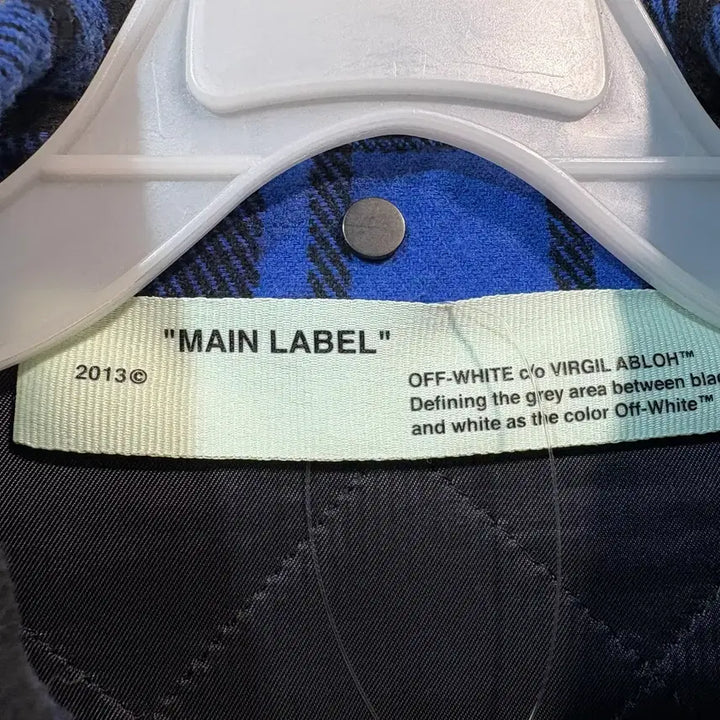 "MAIN LABEL"
2013©
OFF-WHITE c/o VIRGIL ABLOH™
Defining the grey area between
and white as the color Off-White™